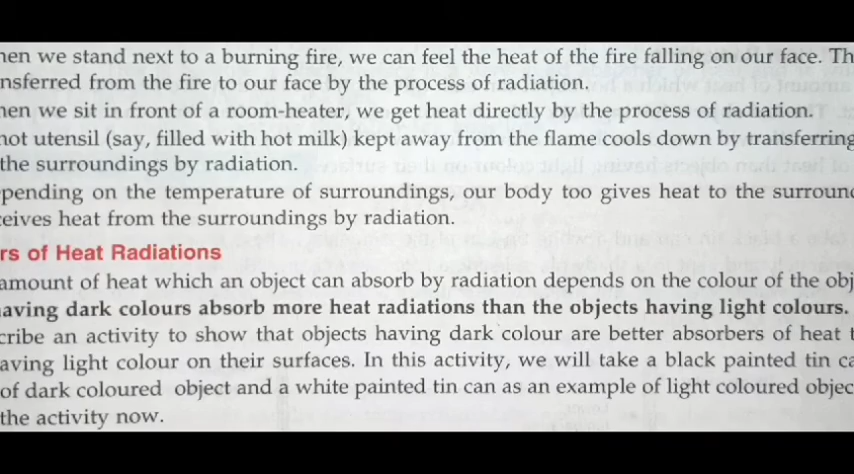 hen we stand next to a burning fire, we can feel the heat of the fire falling on our face. Th
nsferred from the fire to our face by the process of radiation.
hen we sit in front of a room-heater, we get heat directly by the process of radiation.
hot utensil (say, filled with hot milk) kept away from the flame cools down by transferring
the surroundings by radiation.
pending on the temperature of surroundings, our body too gives heat to the surroun
ceives heat from the surroundings by radiation.
rs of Heat Radiations
amount of heat which an object can absorb by radiation depends on the colour of the obj
aving dark colours absorb more heat radiations than the objects having light colours.
cribe an activity to show that objects having dark colour are better absorbers of heat t
aving light colour on their surfaces. In this activity, we will take a black painted tin ca
of dark coloured object and a white painted tin can as an example of light coloured objec
the activity now.